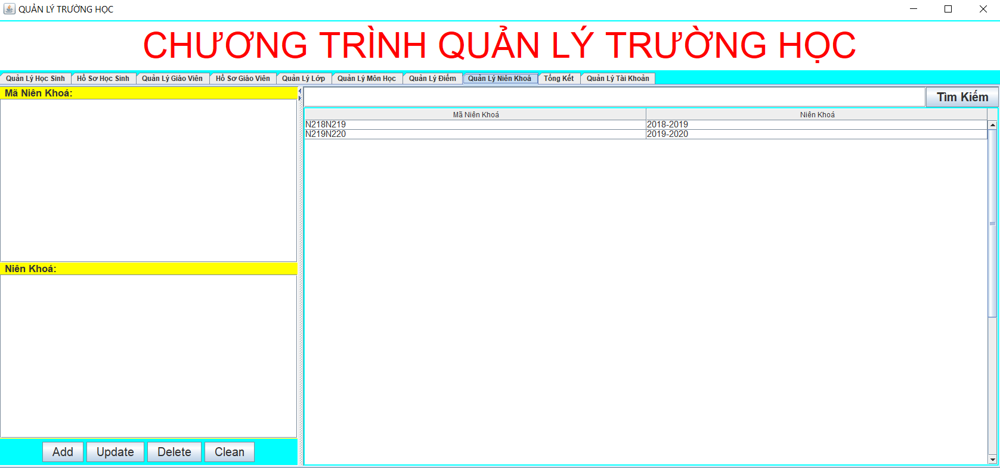 QUẢN LÝ TRƯỜNG HỌC
CHƯƠNG TRÌNH QUẢN LÝ TRƯỜNG HỌC
Quản Lý Học Sinh Hồ Sơ Học Sinh Quản Lý Giáo Viên Hồ Sơ Giáo Viên Quản Lý Lớp Quản Lý Môn Học Quản Lý Điểm Quản Lý Niên Khoá Tổng Kết Quản Lý Tài Khoản
Mã Niên Khoá:
Niên Khoá:
Add Update Delete Clean
Tìm Kiếm
Mã Niên Khoá Niên Khoá
N218N219 2018-2019
N219N220 2019-2020